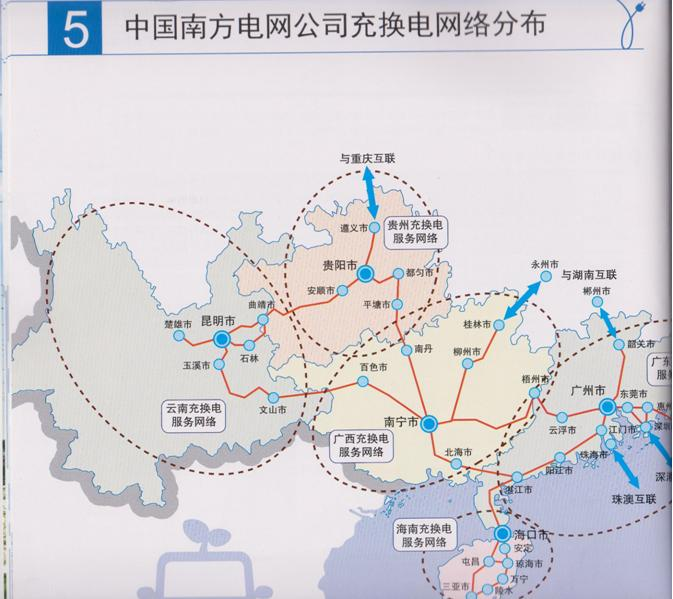 5
中国南方电网公司充换电网络分布
与重庆互联
遵义市
贵州充换电
服务网络
贵阳市
都匀市
安顺市
平塘市
永州市
与湖南互联
郴州市
曲靖市
楚雄市
昆明市
石林
玉溪市
桂林市
韶关市
南丹
柳州市
百色市
梧州市
广州市
东莞市
文山市
云南充换电
服务网络
南宁市
云浮市
江门市
广西充换电
服务网络
北海市
阳江市
珠海市
湛江市
珠澳互联
海南充换电
服务网络
海口市
安定
屯昌
琼海市
万宁
三亚市
陵水